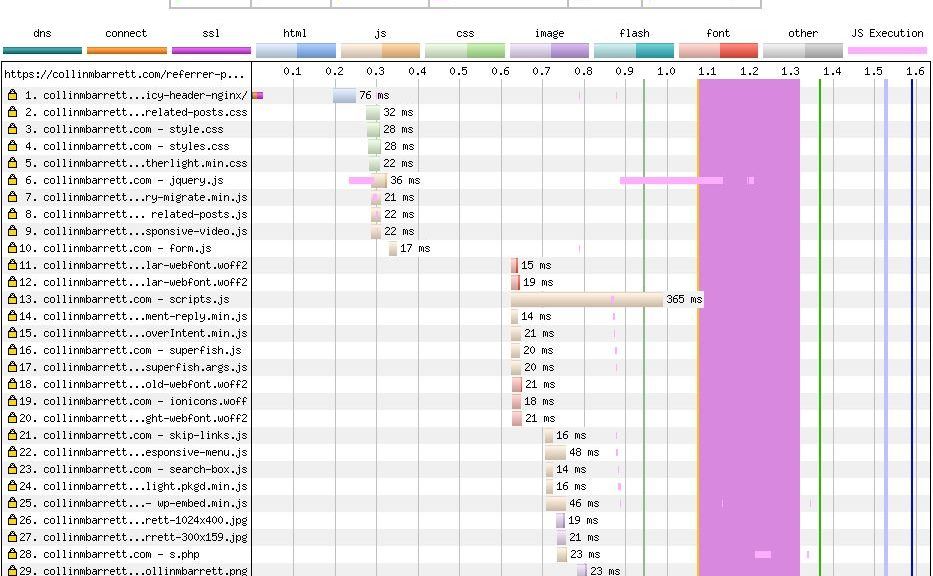 dns connect ssl html js css image flash font other JS Execution
https://collinmbarrett.com/referrer-p... 0.1 0.2 0.3 0.4 0.5 0.6 0.7 0.8 0.9 1.0 1.1 1.2 1.3 1.4 1.5 1.6
1. collinmbarrett...icy-header-nginx/ 76 ms
2. collinmbarrett...related-posts.css 32 ms
3. collinmbarrett.com - style.css 28 ms
4. collinmbarrett.com - styles.css 28 ms
5. collinmbarrett...therlight.min.css 22 ms
6. collinmbarrett.com - jquery.js 36 ms
7. collinmbarrett...ry-migrate.min.js 21 ms
8. collinmbarrett... related-posts.js 22 ms
9. collinmbarrett...sponsive-video.js 22 ms
10. collinmbarrett.com - form.js 17 ms
11. collinmbarrett...lar-webfont.woff2 15 ms
12. collinmbarrett...lar-webfont.woff2 19 ms
13. collinmbarrett.com - scripts.js 365 ms
14. collinmbarrett...ment-reply.min.js 14 ms
15. collinmbarrett...overIntent.min.js 21 ms
16. collinmbarrett.com - superfish.js 20 ms
17. collinmbarrett...superfish.args.js 20 ms
18. collinmbarrett...old-webfont.woff2 21 ms
19. collinmbarrett.com - ionicons.woff 18 ms
20. collinmbarrett...ght-webfont.woff2 21 ms
21. collinmbarrett.com - skip-links.js 16 ms
22. collinmbarrett...esponsive-menu.js 48 ms
23. collinmbarrett.com - search-box.js 14 ms
24. collinmbarrett...light.pkgd.min.js 16 ms
25. collinmbarrett...- wp-embed.min.js 46 ms
26. collinmbarrett...rett-1024x400.jpg 19 ms
27. collinmbarrett...rrett-300x159.jpg 21 ms
28. collinmbarrett.com - s.php 23 ms
29. collinmbarrett...ollinmbarrett.png 23 ms